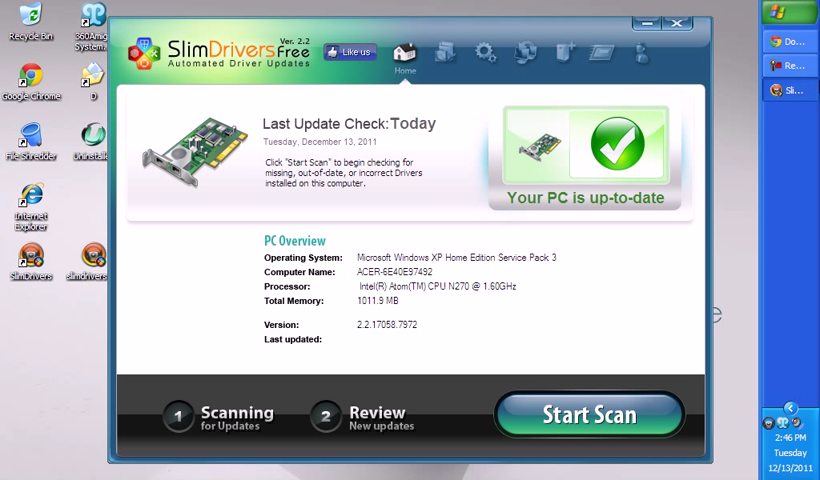 Recycle Bin
360Amig
System
Google Chrome
D
File Shredder
Uninstalle
Internet
Explorer
SlimDrivers
slimdrivers
SlimDrivers Ver. 2.2
Free
Automated Driver Updates
Like us
Home
Last Update Check:Today
Tuesday, December 13, 2011
Click "Start Scan" to begin checking for
missing, out-of-date, or incorrect Drivers
installed on this computer.
Your PC is up-to-date
PC Overview
Operating System: Microsoft Windows XP Home Edition Service Pack 3
Computer Name: ACER-6E40E97492
Processor: Intel(R) Atom(TM) CPU N270 @ 1.60GHz
Total Memory: 1011.9 MB
Version: 2.2.17058.7972
Last updated:
1 Scanning
for Updates
2 Review
New updates
Start Scan
e
Do...
Re...
Sli...
2:46 PM
Tuesday
12/13/2011